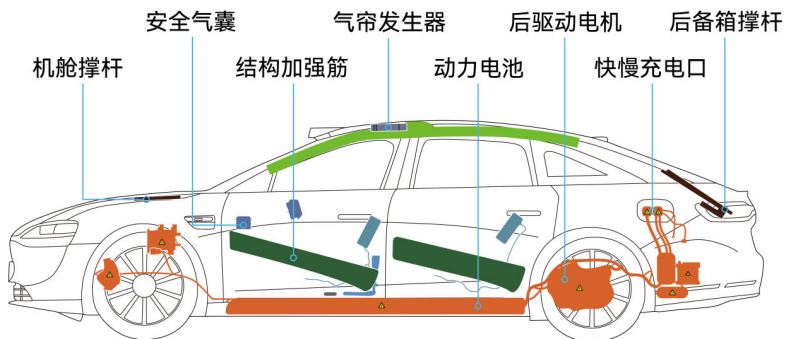 安全气囊
气帘发生器
后驱动电机
后备箱撑杆
机舱撑杆
结构加强筋
动力电池
快慢充电口